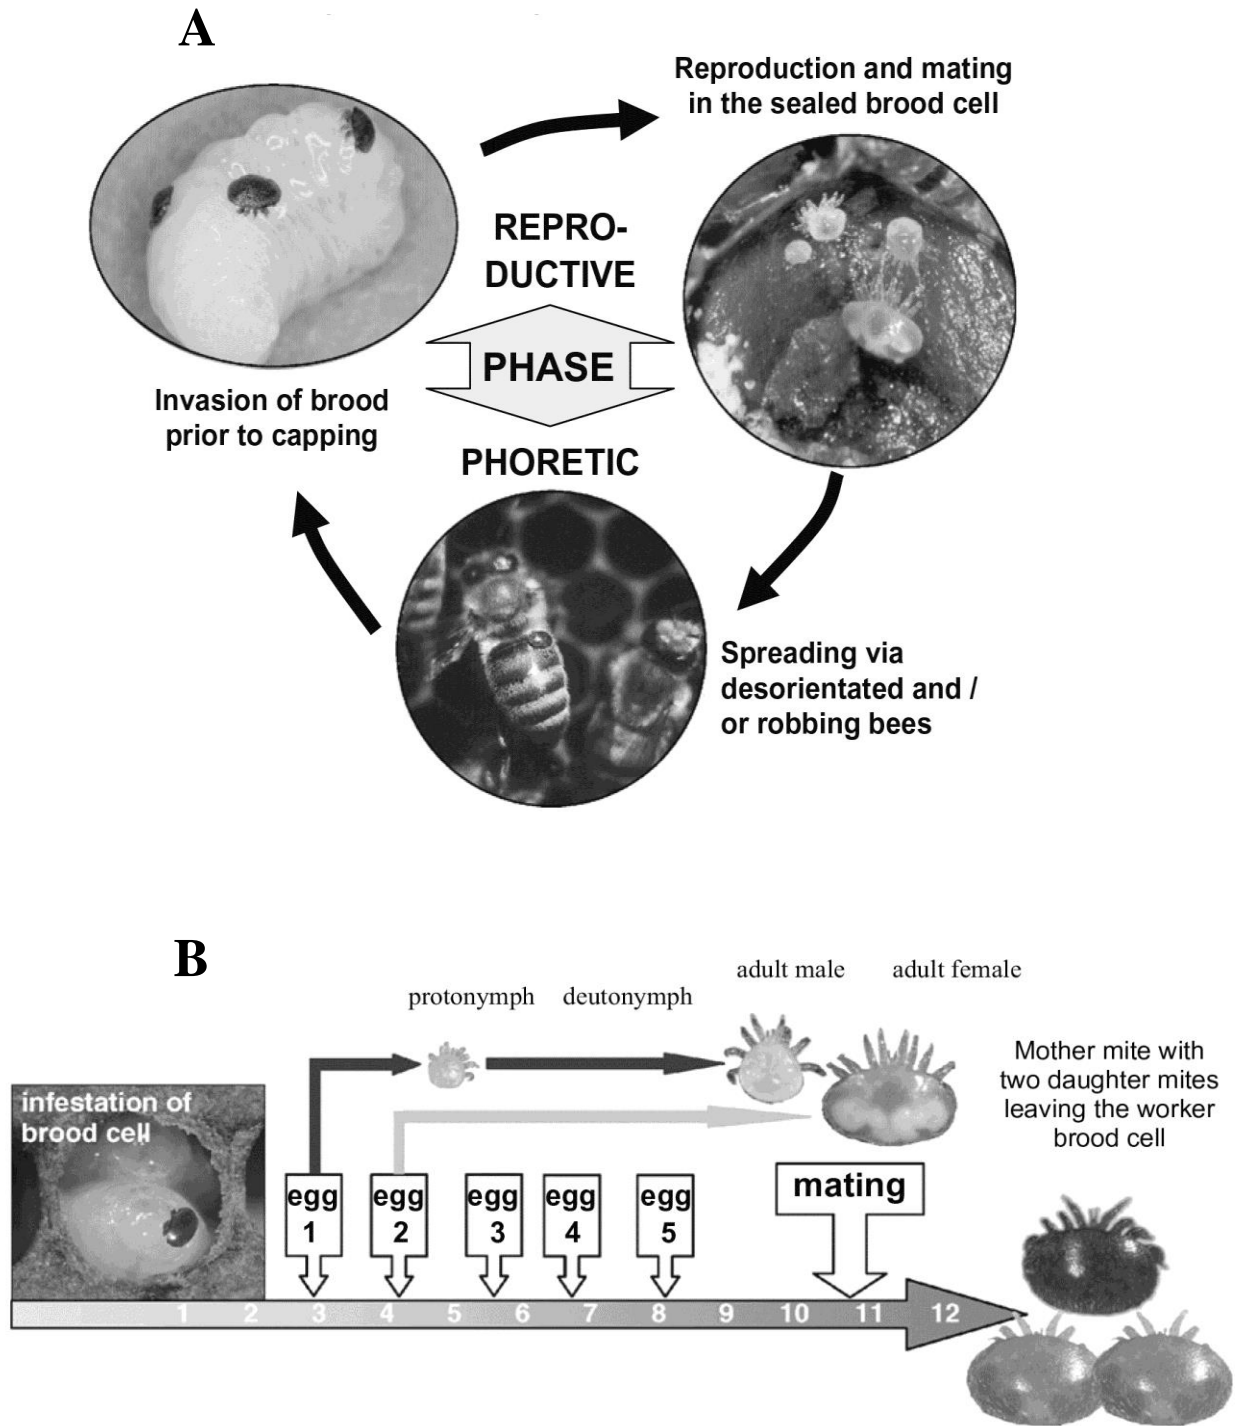 A
Reproduction and mating
in the sealed brood cell
REPRO-
DUCTIVE
PHASE
PHORETIC
Invasion of brood
prior to capping
Spreading via
desorientated and /
or robbing bees
B
adult male
adult female
protonymph
deutonymph
Mother mite with
two daughter mites
leaving the worker
brood cell
infestation of
brood cell
egg
1
egg
2
egg
3
egg
4
egg
5
mating
1 2 3 4 5 6 7 8 9 10 11 12